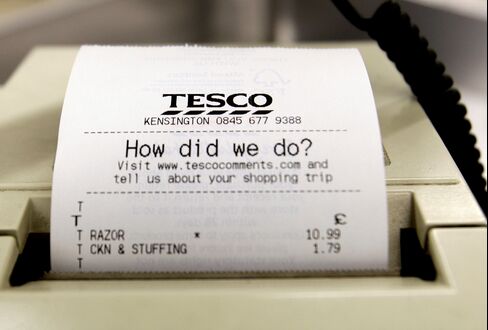 TESCO
KENSINGTON 0845 677 9388
How did we do?
Visit www.tescocomments.com and
tell us about your shopping trip
T
T £
T RAZOR * 10.99
T CKN & STUFFING 1.79
T